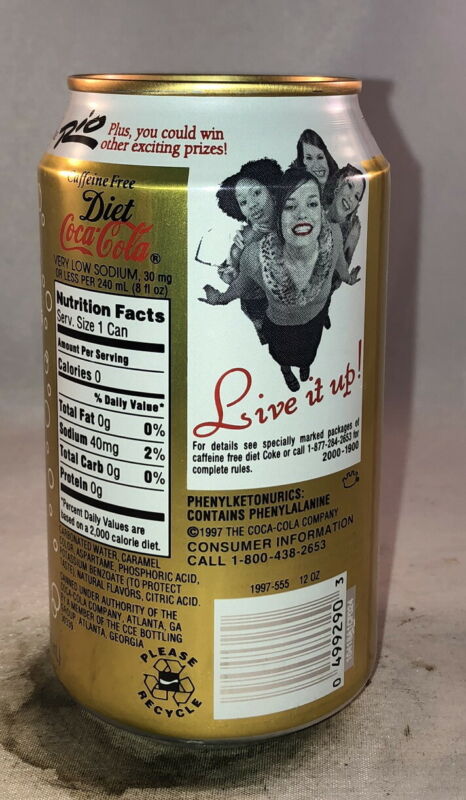 Rio
Plus, you could win
other exciting prizes!
Caffeine Free
Diet
Coca-Cola®
VERY LOW SODIUM, 30 mg
OR LESS PER 240 mL (8 fl oz)
Nutrition Facts
Serv. Size 1 Can
Amount Per Serving
Calories 0
% Daily Value*
Total Fat 0g 0%
Sodium 40mg 2%
Total Carb 0g 0%
Protein 0g
*Percent Daily Values are
based on a 2,000 calorie diet.
CARBONATED WATER, CARAMEL
COLOR, ASPARTAME, PHOSPHORIC ACID,
POTASSIUM BENZOATE (TO PROTECT
TASTE), NATURAL FLAVORS, CITRIC ACID.
CANNED UNDER AUTHORITY OF THE
COCA-COLA COMPANY, ATLANTA, GA
A MEMBER OF THE CCE BOTTLING
GROUP, ATLANTA, GEORGIA
30339
PLEASE
RECYCLE
Live it up!
For details see specially marked packages of
caffeine free diet Coke or call 1-877-284-2653 for
complete rules. 2000-1900
PHENYLKETONURICS:
CONTAINS PHENYLALANINE
©1997 THE COCA-COLA COMPANY
CONSUMER INFORMATION
CALL 1-800-438-2653
1997-555 12 OZ
0 499290 3